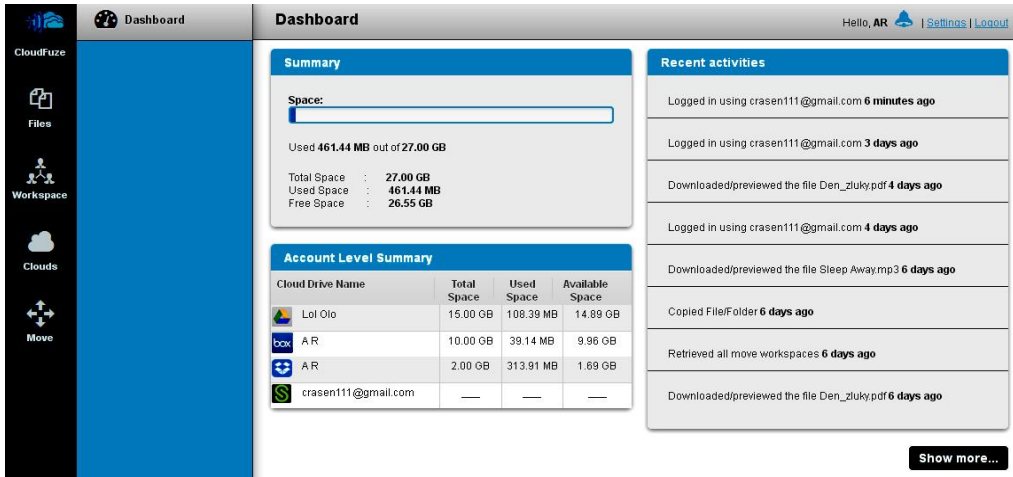 CloudFuze
Files
Workspace
Clouds
Move
Dashboard
Dashboard
Hello, AR | Settings | Logout
Summary
Space:
Used 461.44 MB out of 27.00 GB
Total Space : 27.00 GB
Used Space : 461.44 MB
Free Space : 26.55 GB
Account Level Summary
Cloud Drive Name Total Space Used Space Available Space
Lol Olo 15.00 GB 108.39 MB 14.89 GB
box A R 10.00 GB 39.14 MB 9.96 GB
A R 2.00 GB 313.91 MB 1.69 GB
S crasen111@gmail.com
Recent activities
Logged in using crasen111@gmail.com 6 minutes ago
Logged in using crasen111@gmail.com 3 days ago
Downloaded/previewed the file Den_zluky.pdf 4 days ago
Logged in using crasen111@gmail.com 4 days ago
Downloaded/previewed the file Sleep Away.mp3 6 days ago
Copied File/Folder 6 days ago
Retrieved all move workspaces 6 days ago
Downloaded/previewed the file Den_zluky.pdf 6 days ago
Show more...